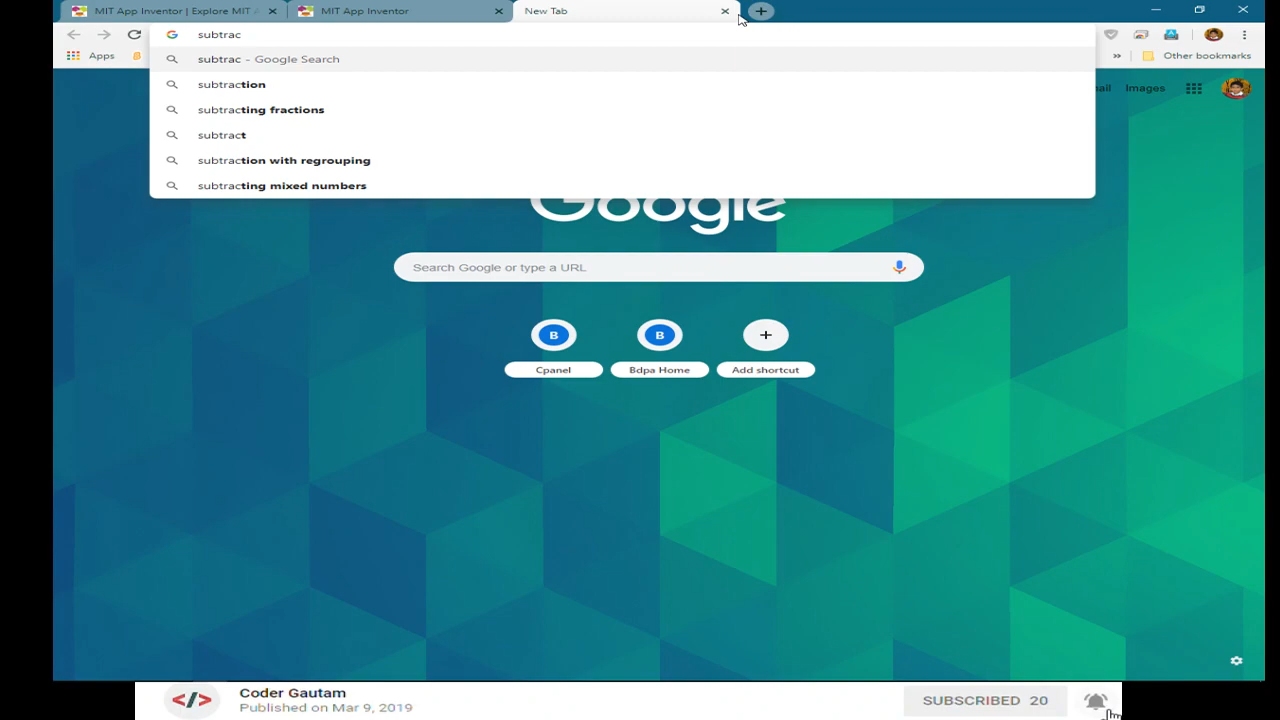 MIT App Inventor | Explore MIT A
MIT App Inventor
New Tab
subtrac
subtrac - Google Search
Apps
Other bookmarks
subtraction
subtracting fractions
ail
Images
subtract
subtraction with regrouping
subtracting mixed numbers
Google
Search Google or type a URL
B
B
Cpanel
Bdpa Home
Add shortcut
</> Coder Gautam
Published on Mar 9, 2019
SUBSCRIBED 20